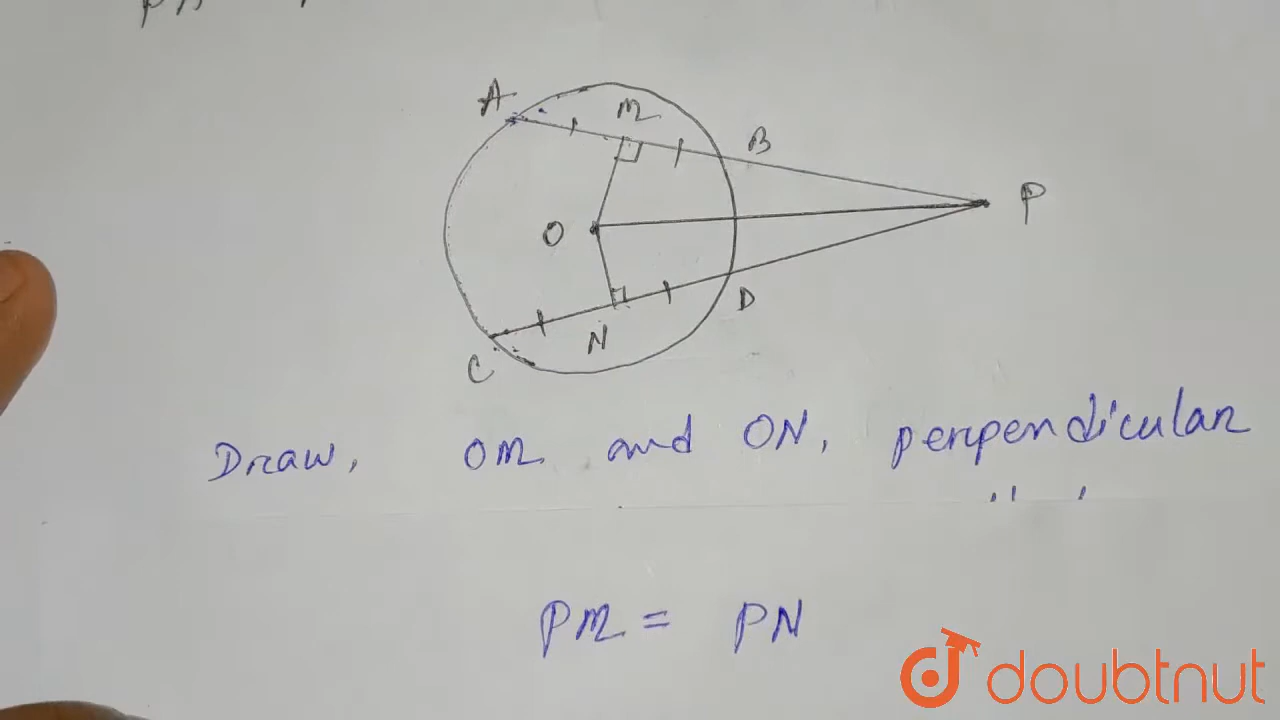 A
M
B
P
O
D
N
C
Draw, OM and ON, perpendicular
PM = PN
doubtnut